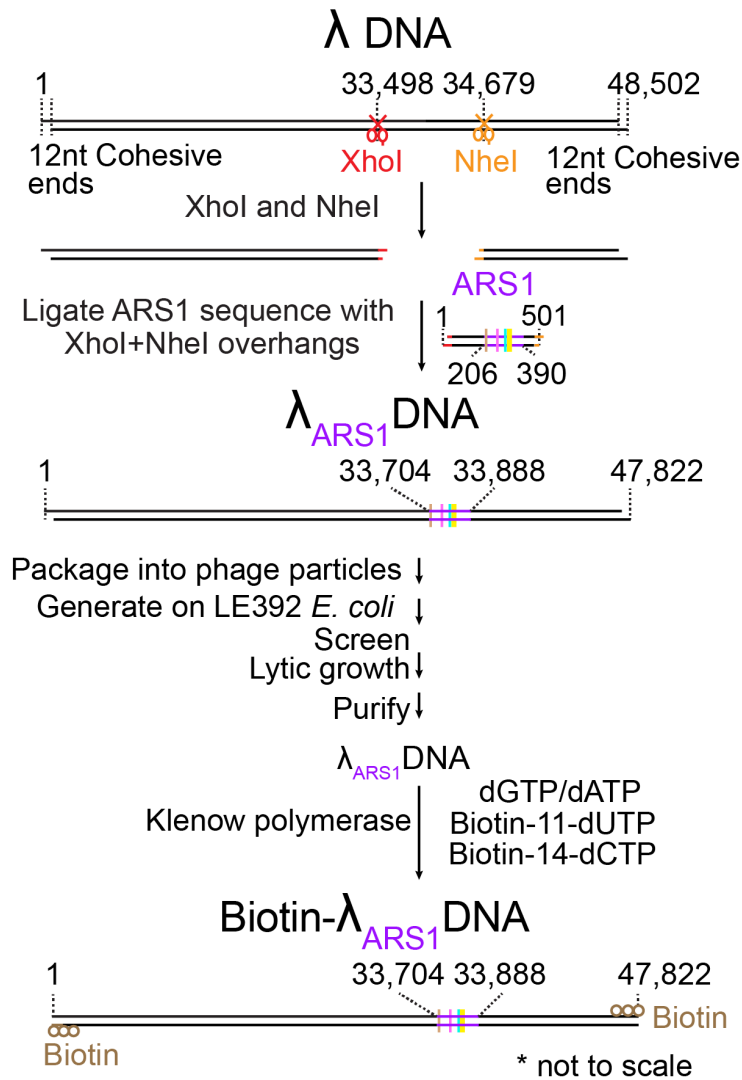 λ DNA
1 33,498 34,679 48,502
12nt Cohesive ends
XhoI
NheI
12nt Cohesive ends
XhoI and NheI
ARS1
Ligate ARS1 sequence with
XhoI+NheI overhangs
1 501
206 390
λARS1DNA
1 33,704 33,888 47,822
Package into phage particles
Generate on LE392 E. coli
Screen
Lytic growth
Purify
λARS1DNA
Klenow polymerase
dGTP/dATP
Biotin-11-dUTP
Biotin-14-dCTP
Biotin-λARS1DNA
1 33,704 33,888 47,822
Biotin
Biotin
* not to scale